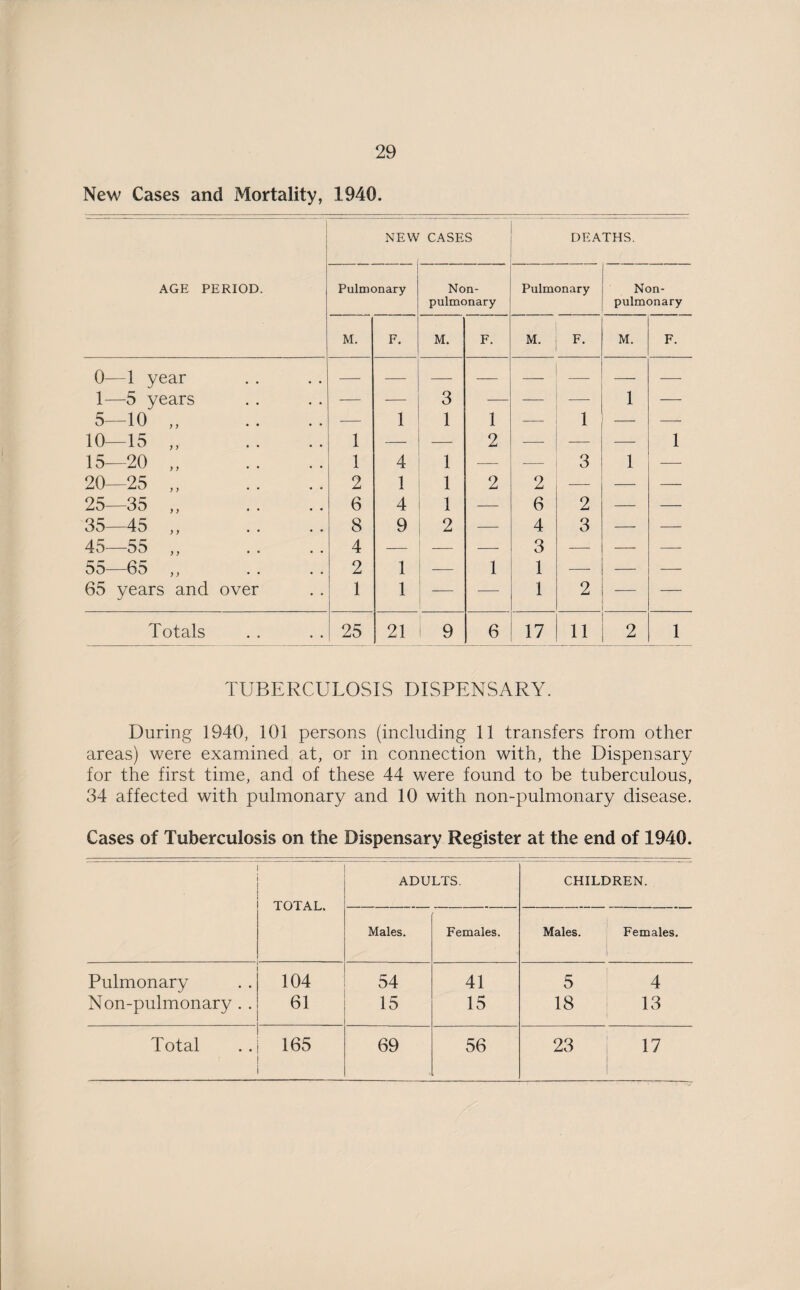 29
New Cases and Mortality, 1940.
NEW CASES DEATHS.
AGE PERIOD. Pulmonary Non-pulmonary Pulmonary Non-pulmonary
M. F. M. F. M. F. M. F.
0—1 year .. .. — — — — — — — —
1—5 years .. .. — — 3 — — — 1 —
5—10 ,, .. .. — 1 1 1 — 1 — —
10—15 ,, .. .. 1 — — 2 — — — 1
15—20 ,, .. .. 1 4 1 — — 3 1 —
20—25 ,, .. .. 2 1 1 2 2 — — —
25—35 ,, .. .. 6 4 1 — 6 2 — —
35—45 ,, .. .. 8 9 2 — 4 3 — —
45—55 ,, .. .. 4 — — — 3 — — —
55—65 ,, .. .. 2 1 — 1 1 — — —
65 years and over .. 1 1 — — 1 2 — —
Totals .. .. 25 21 9 6 17 11 2 1
TUBERCULOSIS DISPENSARY.
During 1940, 101 persons (including 11 transfers from other
areas) were examined at, or in connection with, the Dispensary
for the first time, and of these 44 were found to be tuberculous,
34 affected with pulmonary and 10 with non-pulmonary disease.
Cases of Tuberculosis on the Dispensary Register at the end of 1940.
TOTAL. ADULTS. CHILDREN.
Males. Females. Males. Females.
Pulmonary .. 104 54 41 5 4
Non-pulmonary .. 61 15 15 18 13
Total .. 165 69 56 23 17